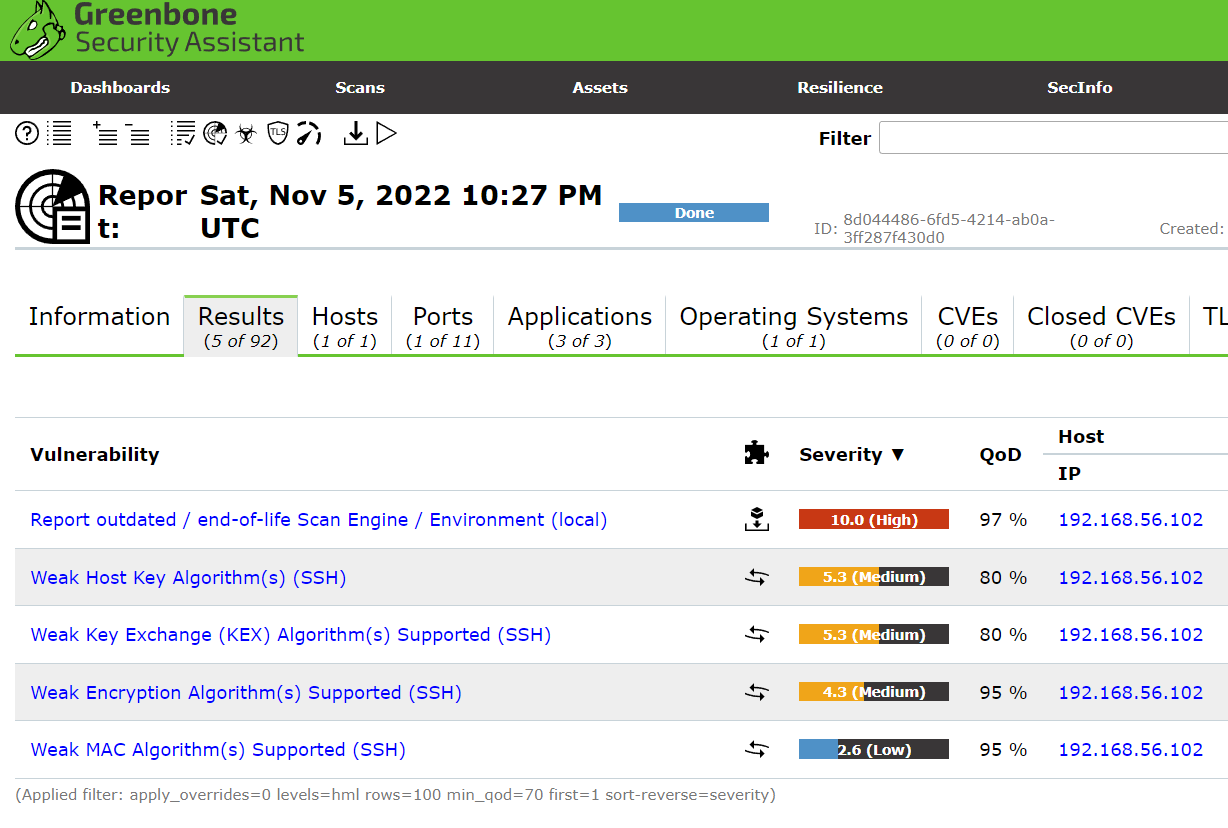 Greenbone
Security Assistant
Dashboards Scans Assets Resilience SecInfo
? TLS Filter
Repor Sat, Nov 5, 2022 10:27 PM
t: UTC
Done
ID: 8d044486-6fd5-4214-ab0a-
3ff287f430d0
Created:
Information Results Hosts Ports Applications Operating Systems CVEs Closed CVEs TL
(5 of 92) (1 of 1) (1 of 11) (3 of 3) (1 of 1) (0 of 0) (0 of 0)
Vulnerability Severity ▼ QoD Host
IP
Report outdated / end-of-life Scan Engine / Environment (local) 10.0 (High) 97 % 192.168.56.102
Weak Host Key Algorithm(s) (SSH) 5.3 (Medium) 80 % 192.168.56.102
Weak Key Exchange (KEX) Algorithm(s) Supported (SSH) 5.3 (Medium) 80 % 192.168.56.102
Weak Encryption Algorithm(s) Supported (SSH) 4.3 (Medium) 95 % 192.168.56.102
Weak MAC Algorithm(s) Supported (SSH) 2.6 (Low) 95 % 192.168.56.102
(Applied filter: apply_overrides=0 levels=hml rows=100 min_qod=70 first=1 sort-reverse=severity)